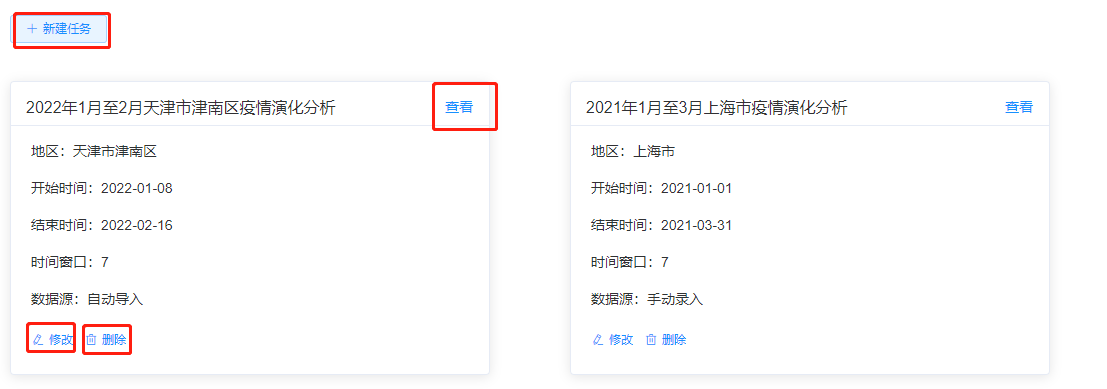 新建任务
2022年1月至2月天津市津南区疫情演化分析 查看
地区：天津市津南区
开始时间：2022-01-08
结束时间：2022-02-16
时间窗口：7
数据源：自动导入
修改 删除
2021年1月至3月上海市疫情演化分析 查看
地区：上海市
开始时间：2021-01-01
结束时间：2021-03-31
时间窗口：7
数据源：手动录入
修改 删除